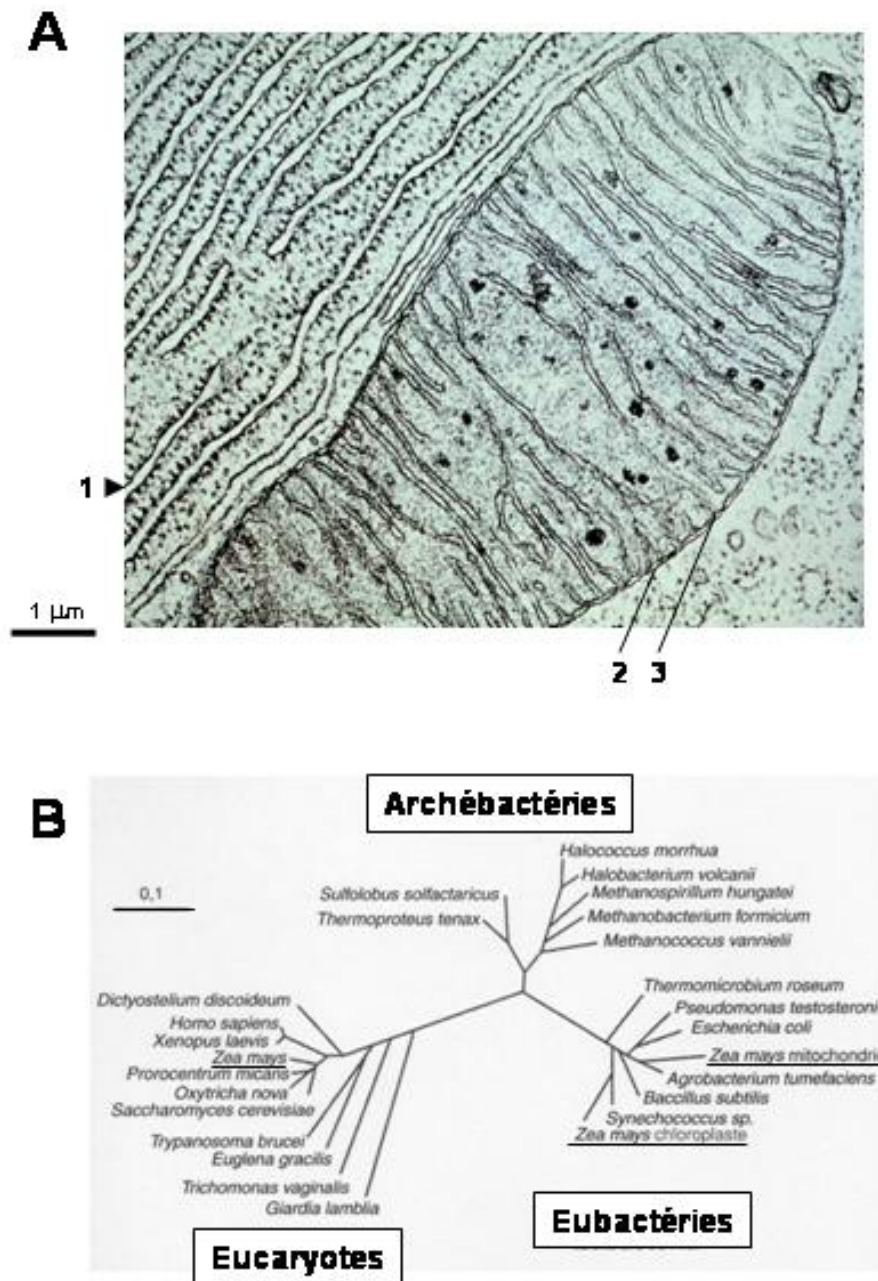 A
1
1 µm
2 3
B
Archébactéries
0,1
Halococcus morrhua
Halobacterium volcanii
Methanospirillum hungatei
Methanobacterium formicium
Methanococcus vannielii
Sulfolobus solfactaricus
Thermoproteus tenax
Thermomicrobium roseum
Pseudomonas testosteroni
Escherichia coli
Zea mays mitochondrie
Agrobacterium tumefaciens
Baccillus subtilis
Synechococcus sp.
Zea mays chloroplaste
Dictyostelium discoideum
Homo sapiens
Xenopus laevis
Zea mays
Prorocentrum micans
Oxytricha nova
Saccharomyces cerevisiae
Trypanosoma brucei
Euglena gracilis
Trichomonas vaginalis
Giardia lamblia
Eubactéries
Eucaryotes